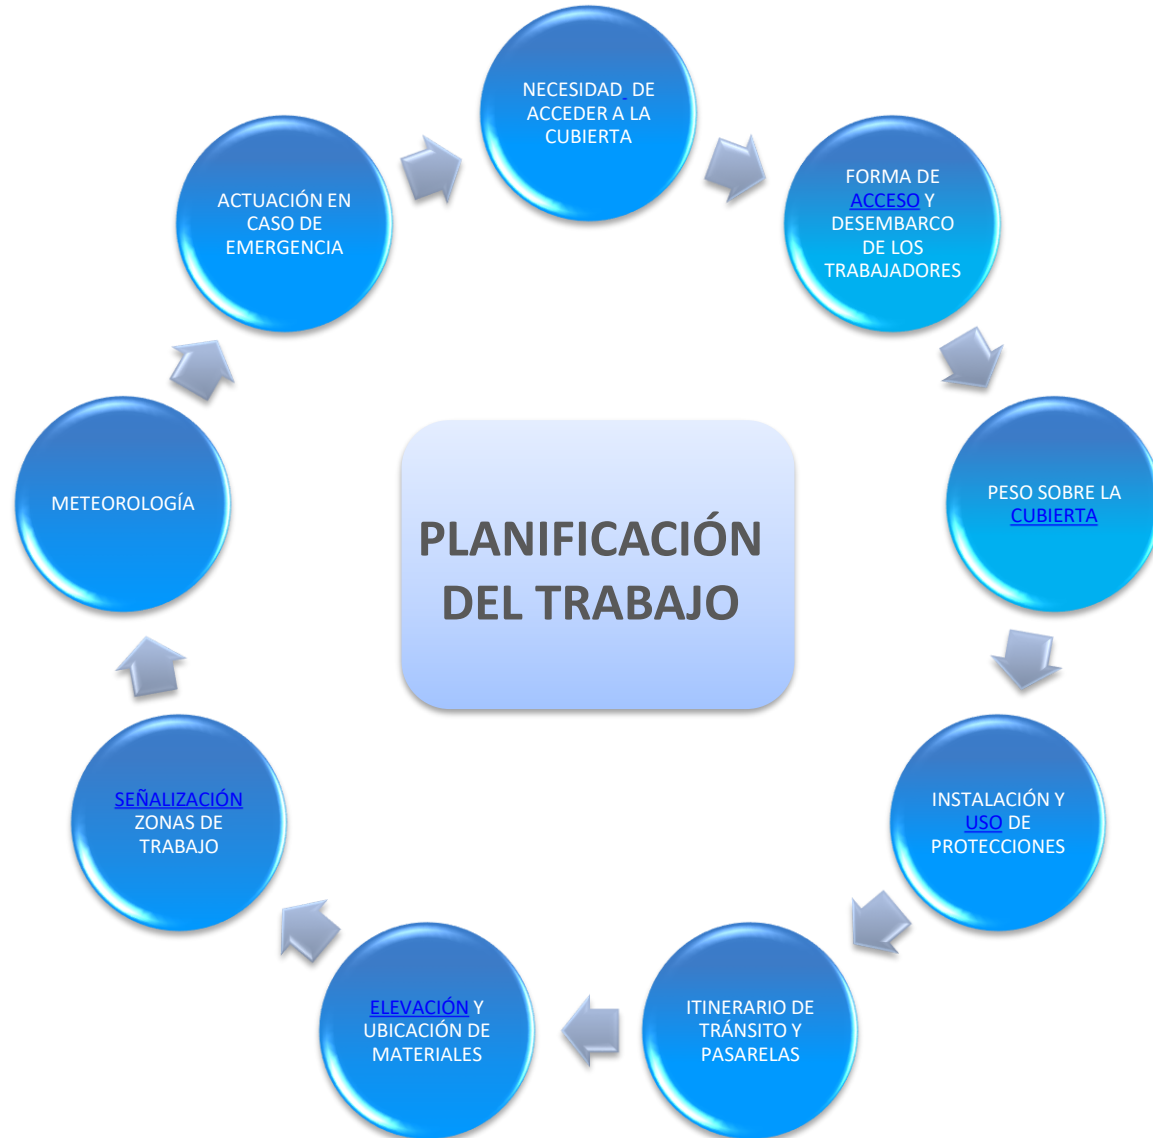 NECESIDAD DE
ACCEDER A LA
CUBIERTA
FORMA DE
ACCESO Y
DESEMBARCO
DE LOS
TRABAJADORES
PESO SOBRE LA
CUBIERTA
INSTALACIÓN Y
USO DE
PROTECCIONES
ITINERARIO DE
TRÁNSITO Y
PASARELAS
ELEVACIÓN Y
UBICACIÓN DE
MATERIALES
SEÑALIZACIÓN
ZONAS DE
TRABAJO
METEOROLOGÍA
ACTUACIÓN EN
CASO DE
EMERGENCIA
PLANIFICACIÓN
DEL TRABAJO